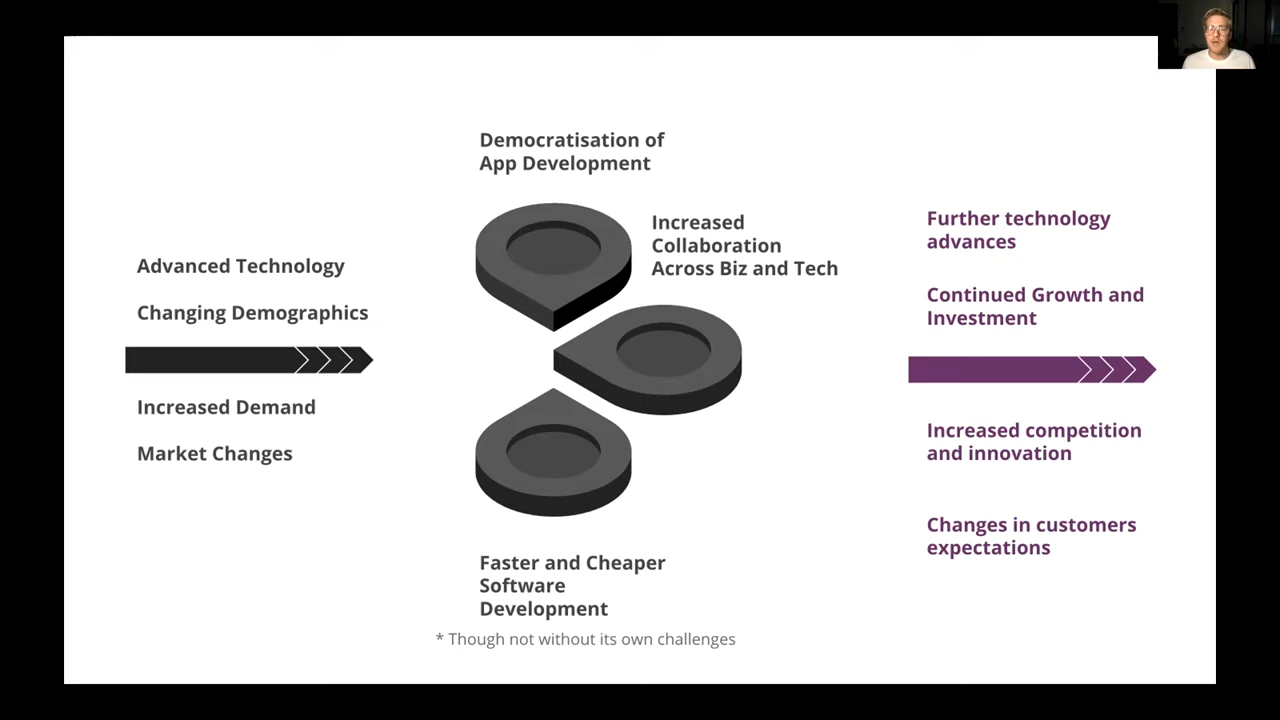 Advanced Technology
Changing Demographics
Increased Demand
Market Changes
Democratisation of
App Development
Increased
Collaboration
Across Biz and Tech
Faster and Cheaper
Software
Development
* Though not without its own challenges
Further technology
advances
Continued Growth and
Investment
Increased competition
and innovation
Changes in customers
expectations